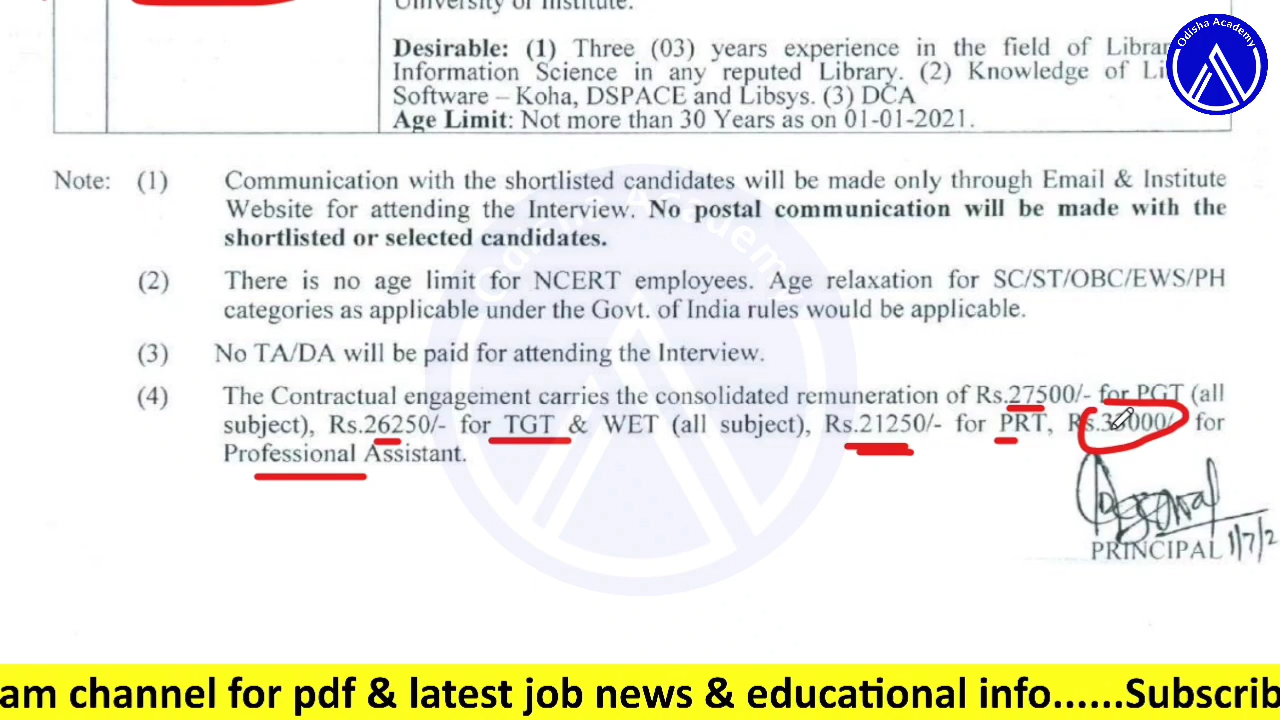 University or Institute.
Desirable: (1) Three (03) years experience in the field of
Information Science in any reputed Library. (2) Knowledge of
Software – Koha, DSPACE and Libsys. (3) DCA
Age Limit: Not more than 30 Years as on 01-01-2021.
Note: (1) Communication with the shortlisted candidates will be made only through Email & Institute
Website for attending the Interview. No postal communication will be made with the
shortlisted or selected candidates.
(2) There is no age limit for NCERT employees. Age relaxation for SC/ST/OBC/EWS/PH
categories as applicable under the Govt. of India rules would be applicable.
(3) No TA/DA will be paid for attending the Interview.
(4) The Contractual engagement carries the consolidated remuneration of Rs.27500/- for PGT (all
subject), Rs.26250/- for TGT & WET (all subject), Rs.21250/- for PRT, for
Professional Assistant.
PRINCIPAL
Odisha Academy
Odisha Academy
am channel for pdf & latest job news & educational info......Subscrib